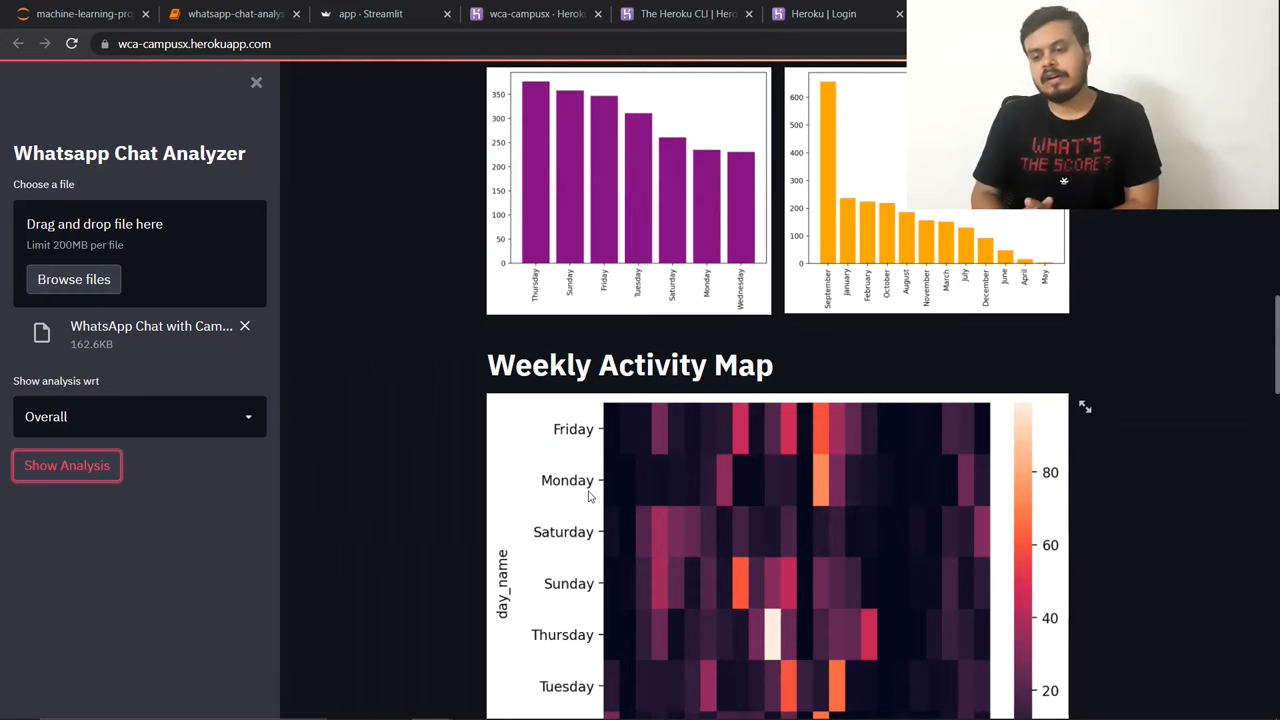 machine-learning-pro
whatsapp-chat-analys
app · Streamlit
wca-campusx · Herok
The Heroku CLI | Her
Heroku | Login
wca-campusx.herokuapp.com
Whatsapp Chat Analyzer
Choose a file
Drag and drop file here
Limit 200MB per file
Browse files
WhatsApp Chat with Cam...
162.6KB
Show analysis wrt
Overall
Show Analysis
350
300
250
200
150
100
50
0
Thursday
Sunday
Friday
Tuesday
Saturday
Monday
Wednesday
600
500
400
300
200
100
0
September
January
February
October
August
November
March
July
December
June
April
May
WHAT'S
THE SCORE?
Weekly Activity Map
day_name
Friday
Monday
Saturday
Sunday
Thursday
Tuesday
80
60
40
20